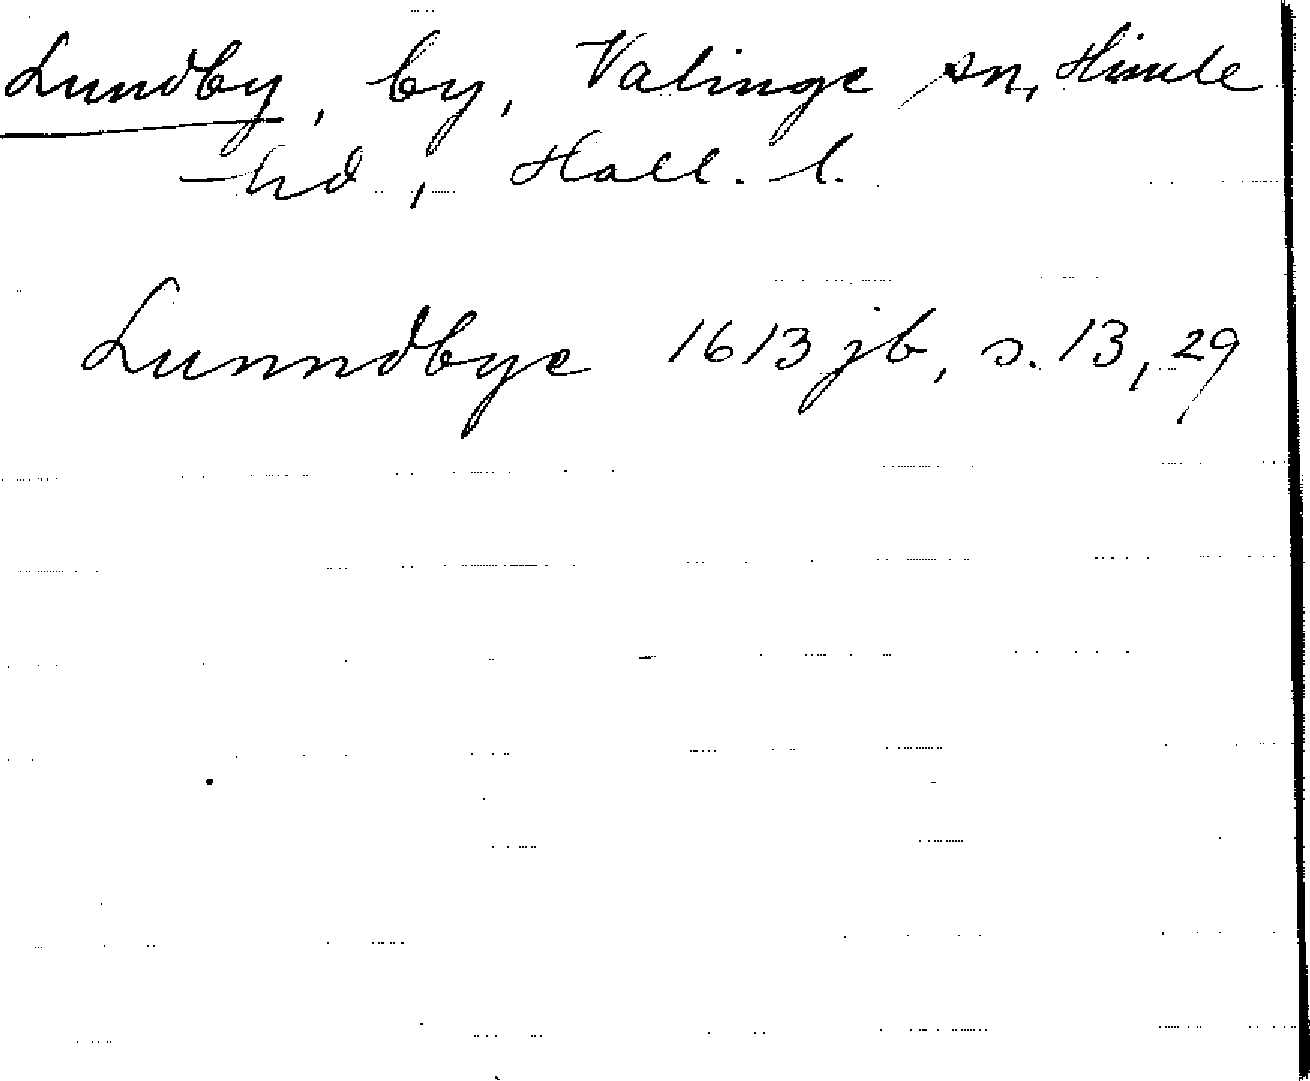 Lundby, by, Valinge sn, Himle
hd, Hall. l.
Lunndbye 1613 jb, s. 13, 29